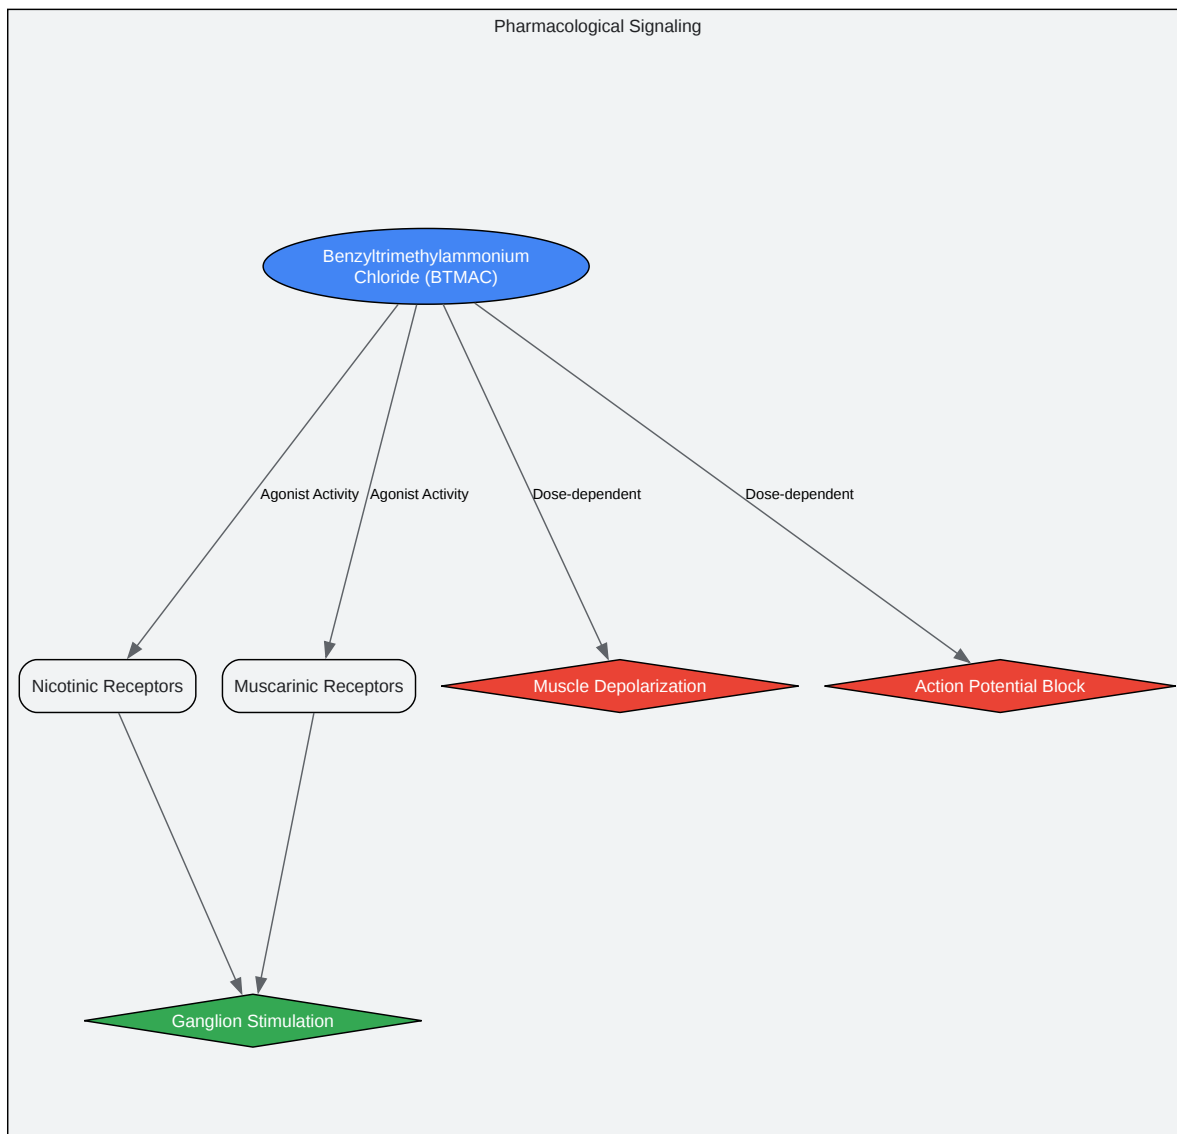 Pharmacological Signaling
Benzyltrimethylammonium
Chloride (BTMAC)
Agonist Activity
Agonist Activity
Dose-dependent
Dose-dependent
Nicotinic Receptors
Muscarinic Receptors
Muscle Depolarization
Action Potential Block
Ganglion Stimulation